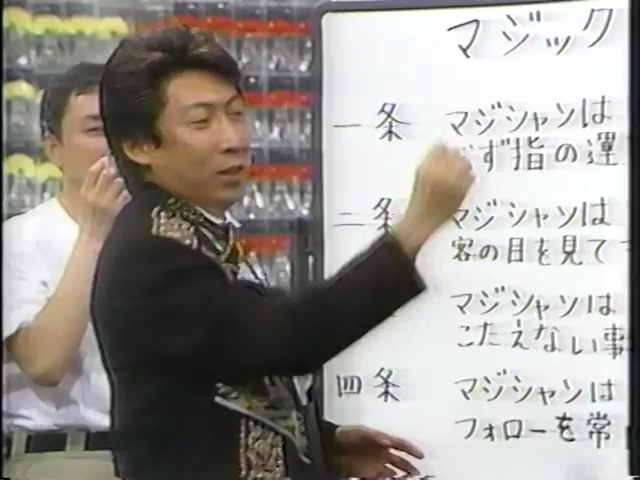 マジック
一条 マジシャンは
ず指の運
二条 マジシャンは
客の目を見て
マジシャンは
こたえない事
四条 マジシャンは
フォローを常